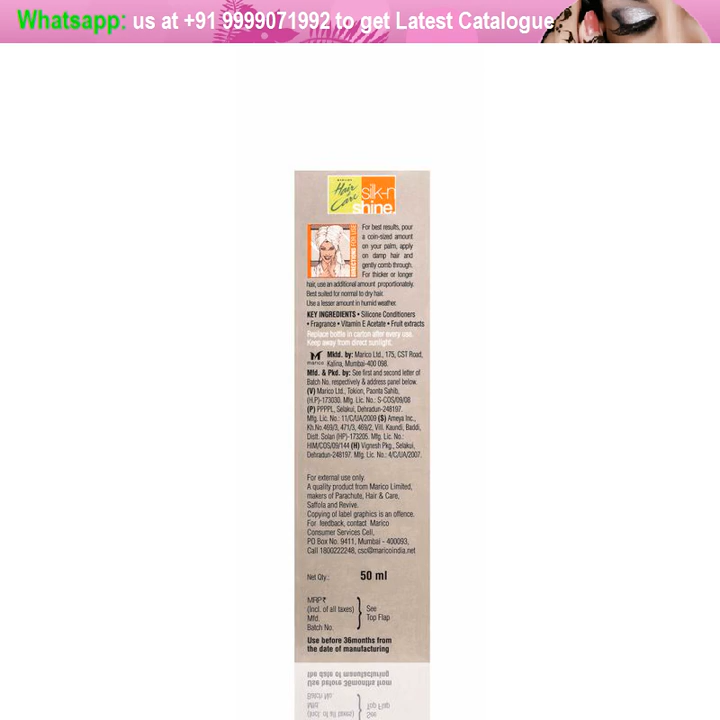 Whatsapp: us at +91 9999071992 to get Latest Catalogue
Hair
& Care
silk-n
shine.
DIRECTIONS FOR USE
For best results, pour
a coin-sized amount
on your palm, apply
on damp hair and
gently comb through.
For thicker or longer
hair, use an additional amount proportionately.
Best suited for normal to dry hair.
Use a lesser amount in humid weather.
KEY INGREDIENTS • Silicone Conditioners
• Fragrance • Vitamin E Acetate • Fruit extracts
Replace bottle in carton after every use.
Keep away from direct sunlight.
marico
Mktd. by: Marico Ltd., 175, CST Road,
Kalina, Mumbai-400 098.
Mfd. & Pkd. by: See first and second letter of
Batch No. respectively & address panel below.
(V) Marico Ltd., Tokion, Paonta Sahib,
(H.P)-173030. Mfg. Lic. No.: S-COS/09/08
(P) PPPPL, Selakui, Dehradun-248197.
Mfg. Lic. No.: 11/C/UA/2009 (S) Ameya Inc.,
Kh.No.469/3, 471/3, 469/2, Vill. Kaundi, Baddi,
Distt. Solan (HP)-173205. Mfg. Lic. No.:
HIM/COS/09/144 (H) Vignesh Pkg., Selakui,
Dehradun-248197. Mfg. Lic. No.: 4/C/UA/2007.
For external use only.
A quality product from Marico Limited,
makers of Parachute, Hair & Care,
Saffola and Revive.
Copying of label graphics is an offence.
For feedback, contact Marico
Consumer Services Cell,
PO Box No. 9411, Mumbai - 400093,
Call 1800222248, csc@maricoindia.net
Net Qty.: 50 ml
MRP₹
(Incl. of all taxes)
Mfd.
Batch No.
See
Top Flap
Use before 36months from
the date of manufacturing